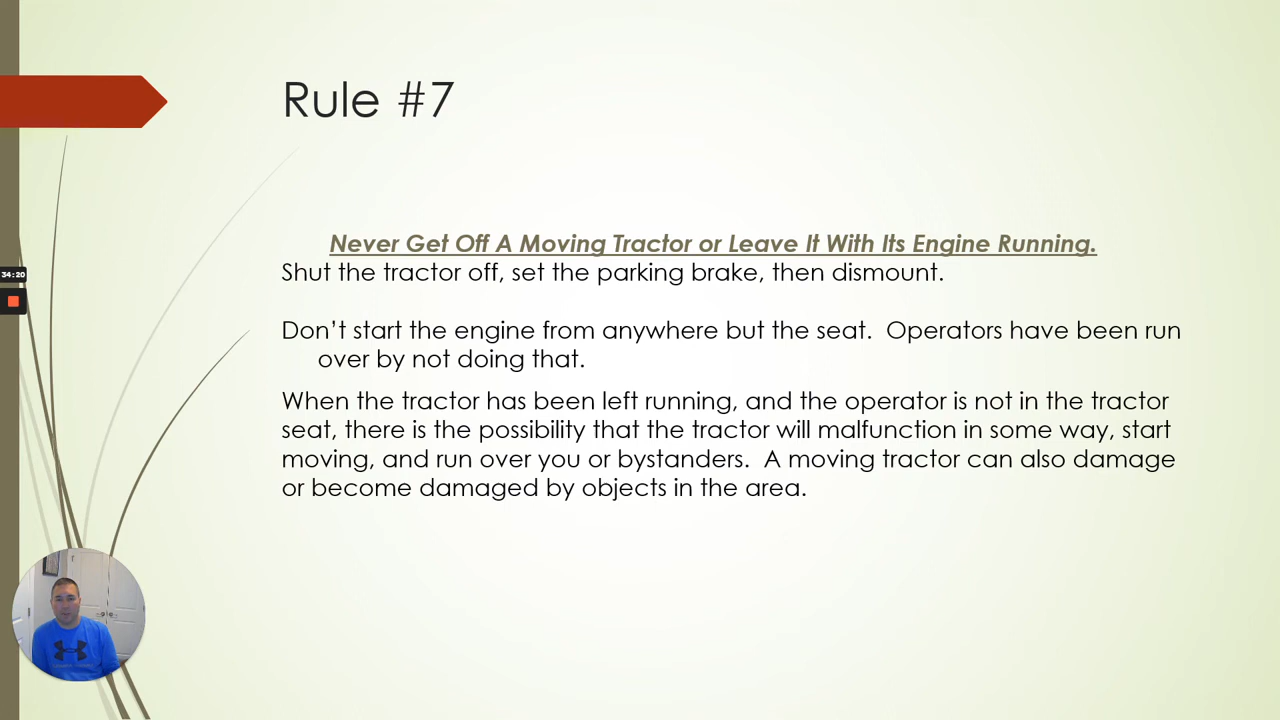 Rule #7
Never Get Off A Moving Tractor or Leave It With Its Engine Running.
Shut the tractor off, set the parking brake, then dismount.
34:20
Don’t start the engine from anywhere but the seat.  Operators have been run
over by not doing that.
When the tractor has been left running, and the operator is not in the tractor
seat, there is the possibility that the tractor will malfunction in some way, start
moving, and run over you or bystanders.  A moving tractor can also damage
or become damaged by objects in the area.